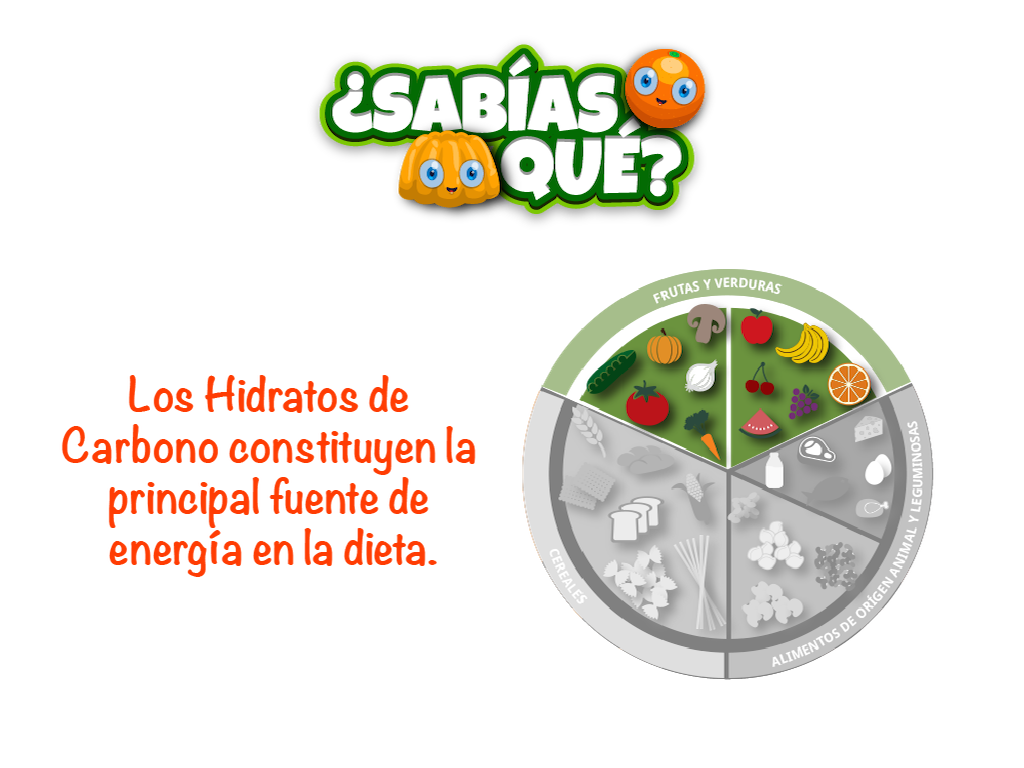 ¿SABÍAS
QUÉ?
FRUTAS Y VERDURAS
Los Hidratos de
Carbono constituyen la
principal fuente de
energía en la dieta.
CEREALES
ALIMENTOS DE ORÍGEN ANIMAL Y LEGUMINOSAS